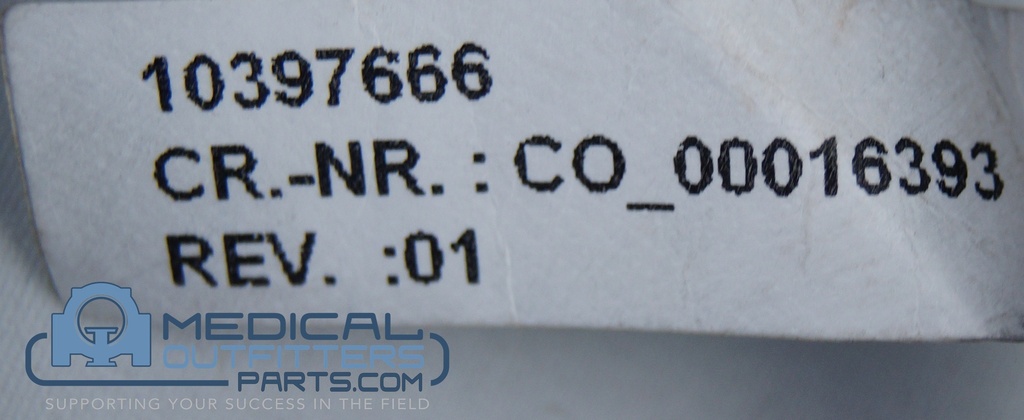 10397666
CR.-NR. : CO_00016393
REV. :01
MEDICAL
OUTFITTERS
PARTS.COM
SUPPORTING YOUR SUCCESS IN THE FIELD